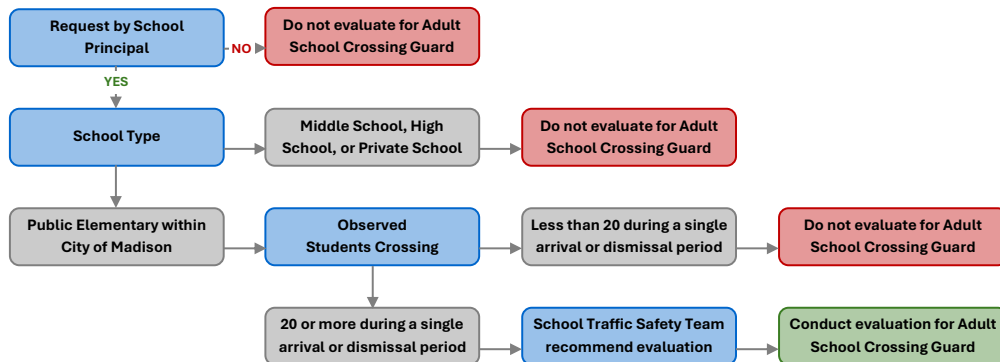 Request by School
Principal
NO
Do not evaluate for Adult
School Crossing Guard
YES
School Type
Middle School, High
School, or Private School
Do not evaluate for Adult
School Crossing Guard
Public Elementary within
City of Madison
Observed
Students Crossing
Less than 20 during a single
arrival or dismissal period
Do not evaluate for Adult
School Crossing Guard
20 or more during a single
arrival or dismissal period
School Traffic Safety Team
recommend evaluation
Conduct evaluation for Adult
School Crossing Guard